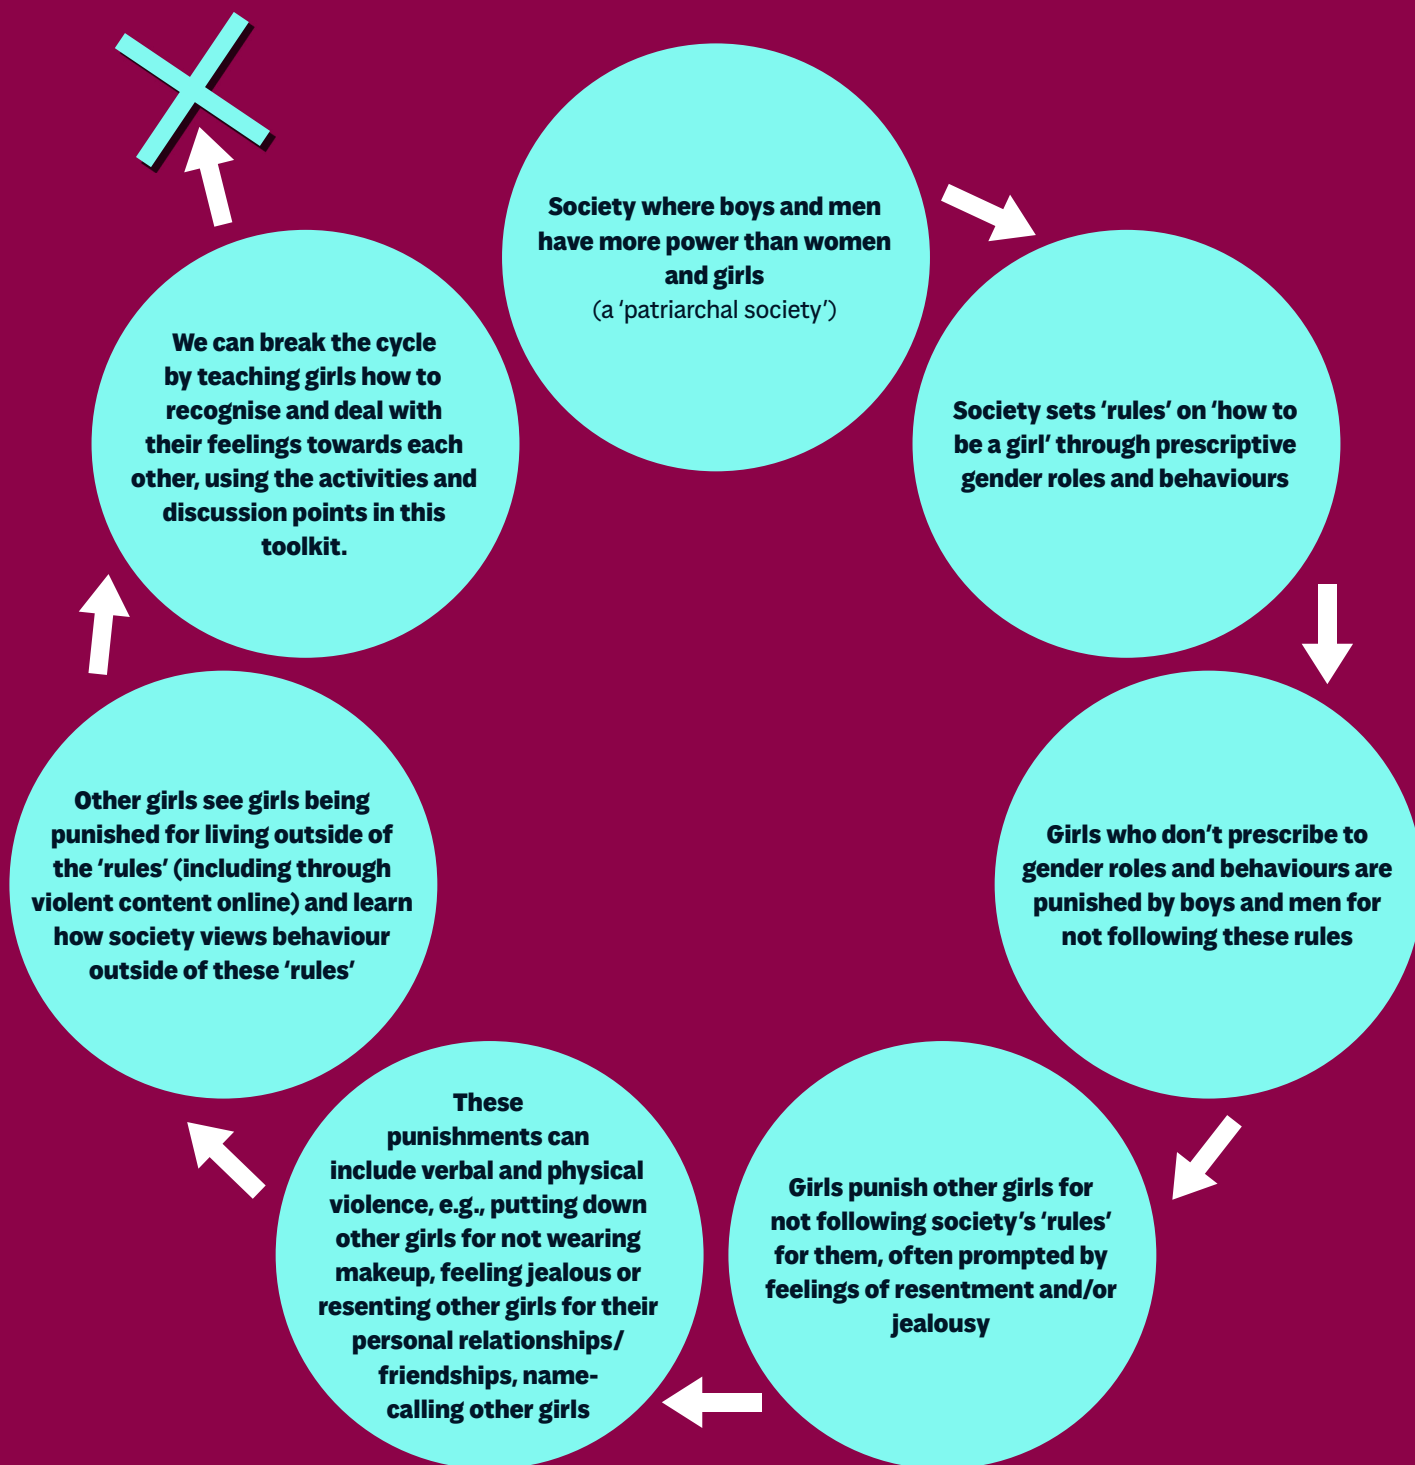 Society where boys and men
have more power than women
and girls
(a ‘patriarchal society’)
Society sets ‘rules’ on ‘how to
be a girl’ through prescriptive
gender roles and behaviours
Girls who don’t prescribe to
gender roles and behaviours are
punished by boys and men for
not following these rules
Girls punish other girls for
not following society’s ‘rules’
for them, often prompted by
feelings of resentment and/or
jealousy
These
punishments can
include verbal and physical
violence, e.g., putting down
other girls for not wearing
makeup, feeling jealous or
resenting other girls for their
personal relationships/
friendships, name-
calling other girls
Other girls see girls being
punished for living outside of
the ‘rules’ (including through
violent content online) and learn
how society views behaviour
outside of these ‘rules’
We can break the cycle
by teaching girls how to
recognise and deal with
their feelings towards each
other, using the activities and
discussion points in this
toolkit.